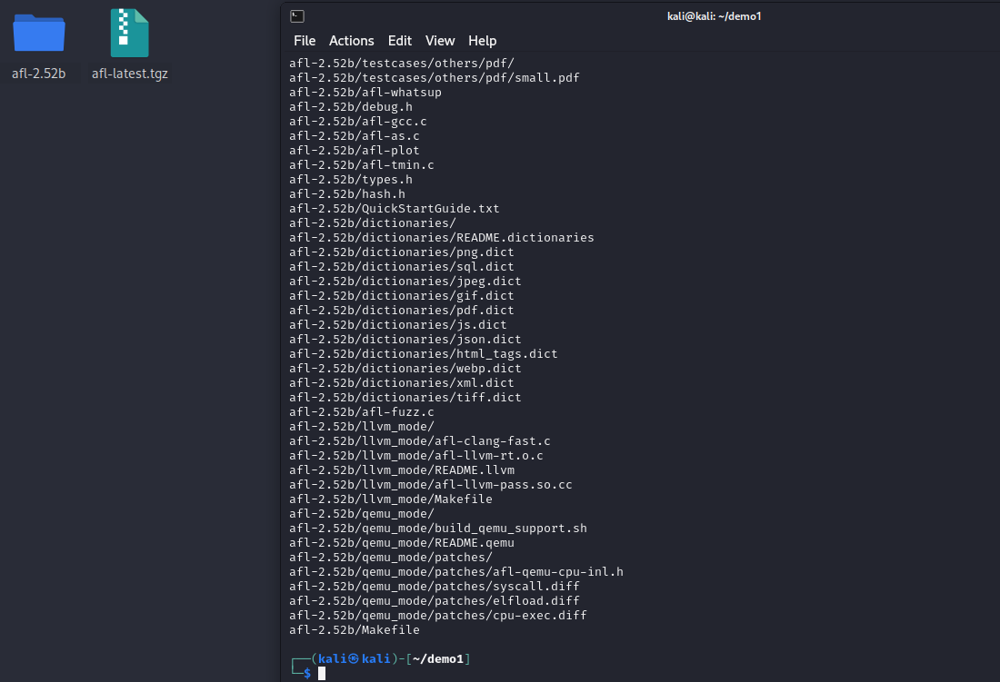 afl-2.52b
afl-latest.tgz
kali@kali: ~/demo1
File Actions Edit View Help
afl-2.52b/testcases/others/pdf/
afl-2.52b/testcases/others/pdf/small.pdf
afl-2.52b/afl-whatsup
afl-2.52b/debug.h
afl-2.52b/afl-gcc.c
afl-2.52b/afl-as.c
afl-2.52b/afl-plot
afl-2.52b/afl-tmin.c
afl-2.52b/types.h
afl-2.52b/hash.h
afl-2.52b/QuickStartGuide.txt
afl-2.52b/dictionaries/
afl-2.52b/dictionaries/README.dictionaries
afl-2.52b/dictionaries/png.dict
afl-2.52b/dictionaries/sql.dict
afl-2.52b/dictionaries/jpeg.dict
afl-2.52b/dictionaries/gif.dict
afl-2.52b/dictionaries/pdf.dict
afl-2.52b/dictionaries/js.dict
afl-2.52b/dictionaries/json.dict
afl-2.52b/dictionaries/html_tags.dict
afl-2.52b/dictionaries/webp.dict
afl-2.52b/dictionaries/xml.dict
afl-2.52b/dictionaries/tiff.dict
afl-2.52b/afl-fuzz.c
afl-2.52b/llvm_mode/
afl-2.52b/llvm_mode/afl-clang-fast.c
afl-2.52b/llvm_mode/afl-llvm-rt.o.c
afl-2.52b/llvm_mode/README.llvm
afl-2.52b/llvm_mode/afl-llvm-pass.so.cc
afl-2.52b/llvm_mode/Makefile
afl-2.52b/qemu_mode/
afl-2.52b/qemu_mode/build_qemu_support.sh
afl-2.52b/qemu_mode/README.qemu
afl-2.52b/qemu_mode/patches/
afl-2.52b/qemu_mode/patches/afl-qemu-cpu-inl.h
afl-2.52b/qemu_mode/patches/syscall.diff
afl-2.52b/qemu_mode/patches/elfload.diff
afl-2.52b/qemu_mode/patches/cpu-exec.diff
afl-2.52b/Makefile
┌──(kali㉿kali)-[~/demo1]
└─$